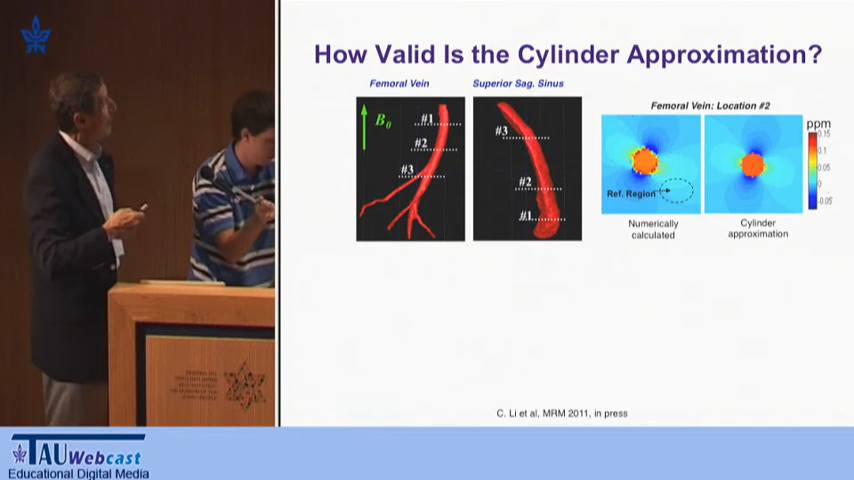 How Valid Is the Cylinder Approximation?
Femoral Vein
Superior Sag. Sinus
B0
#1
#2
#3
#3
#2
#1
Femoral Vein: Location #2
ppm
0.15
0.1
0.05
0
-0.05
Ref. Region
Numerically
calculated
Cylinder
approximation
C. Li et al, MRM 2011, in press
TAUWebcast
Educational Digital Media